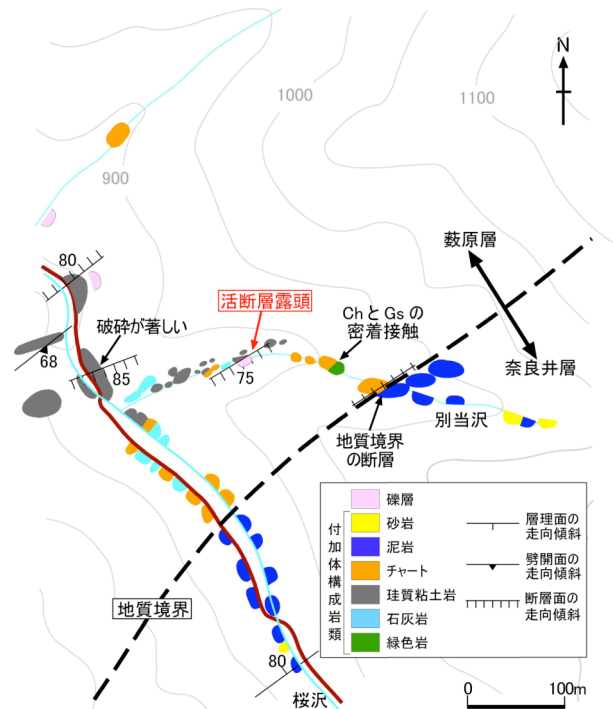 N
1000
1100
900
薮原層
80
活断層露頭
ChとGsの
密着接触
破砕が著しい
奈良井層
68
85
75
別当沢
地質境界
の断層
礫層
砂岩
泥岩
チャート
珪質粘土岩
石灰岩
緑色岩
付加体構成岩類
層理面の
走向傾斜
劈開面の
走向傾斜
断層面の
走向傾斜
地質境界
80
桜沢
0 100m